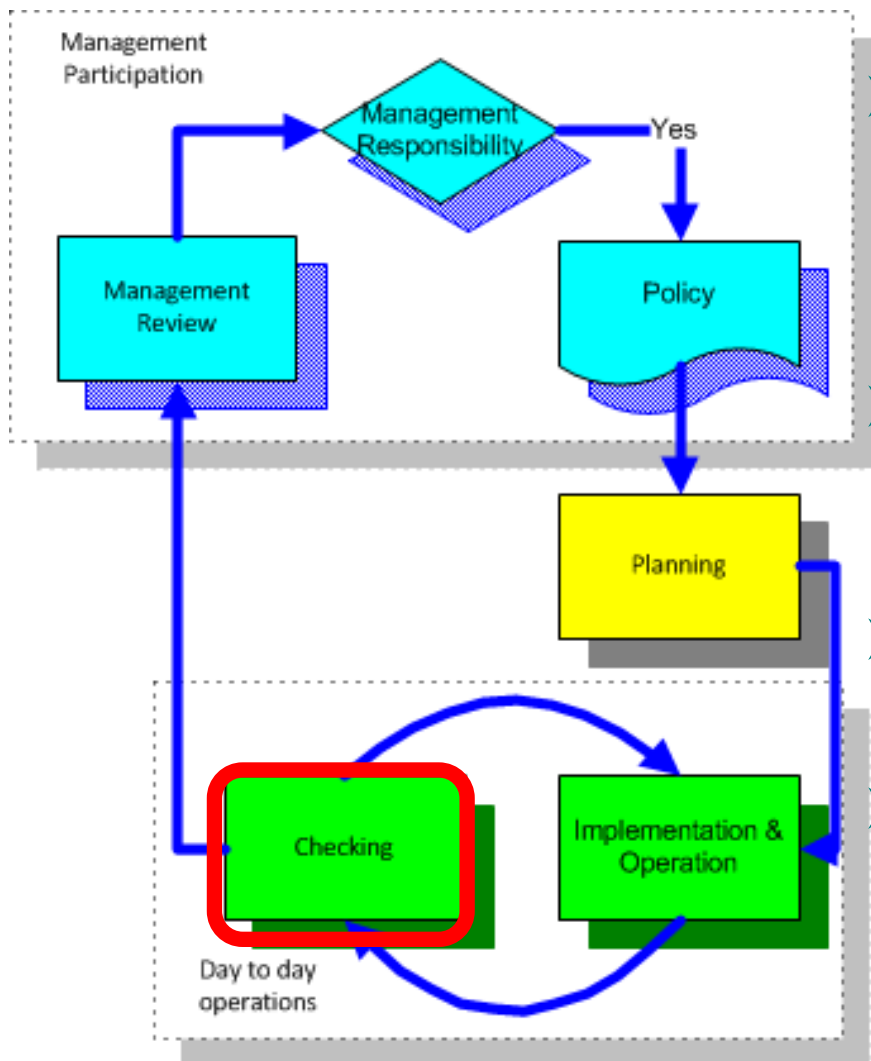 Management
Participation
Management
Responsibility
Yes
Management
Review
Policy
Planning
Checking
Implementation &
Operation
Day to day
operations